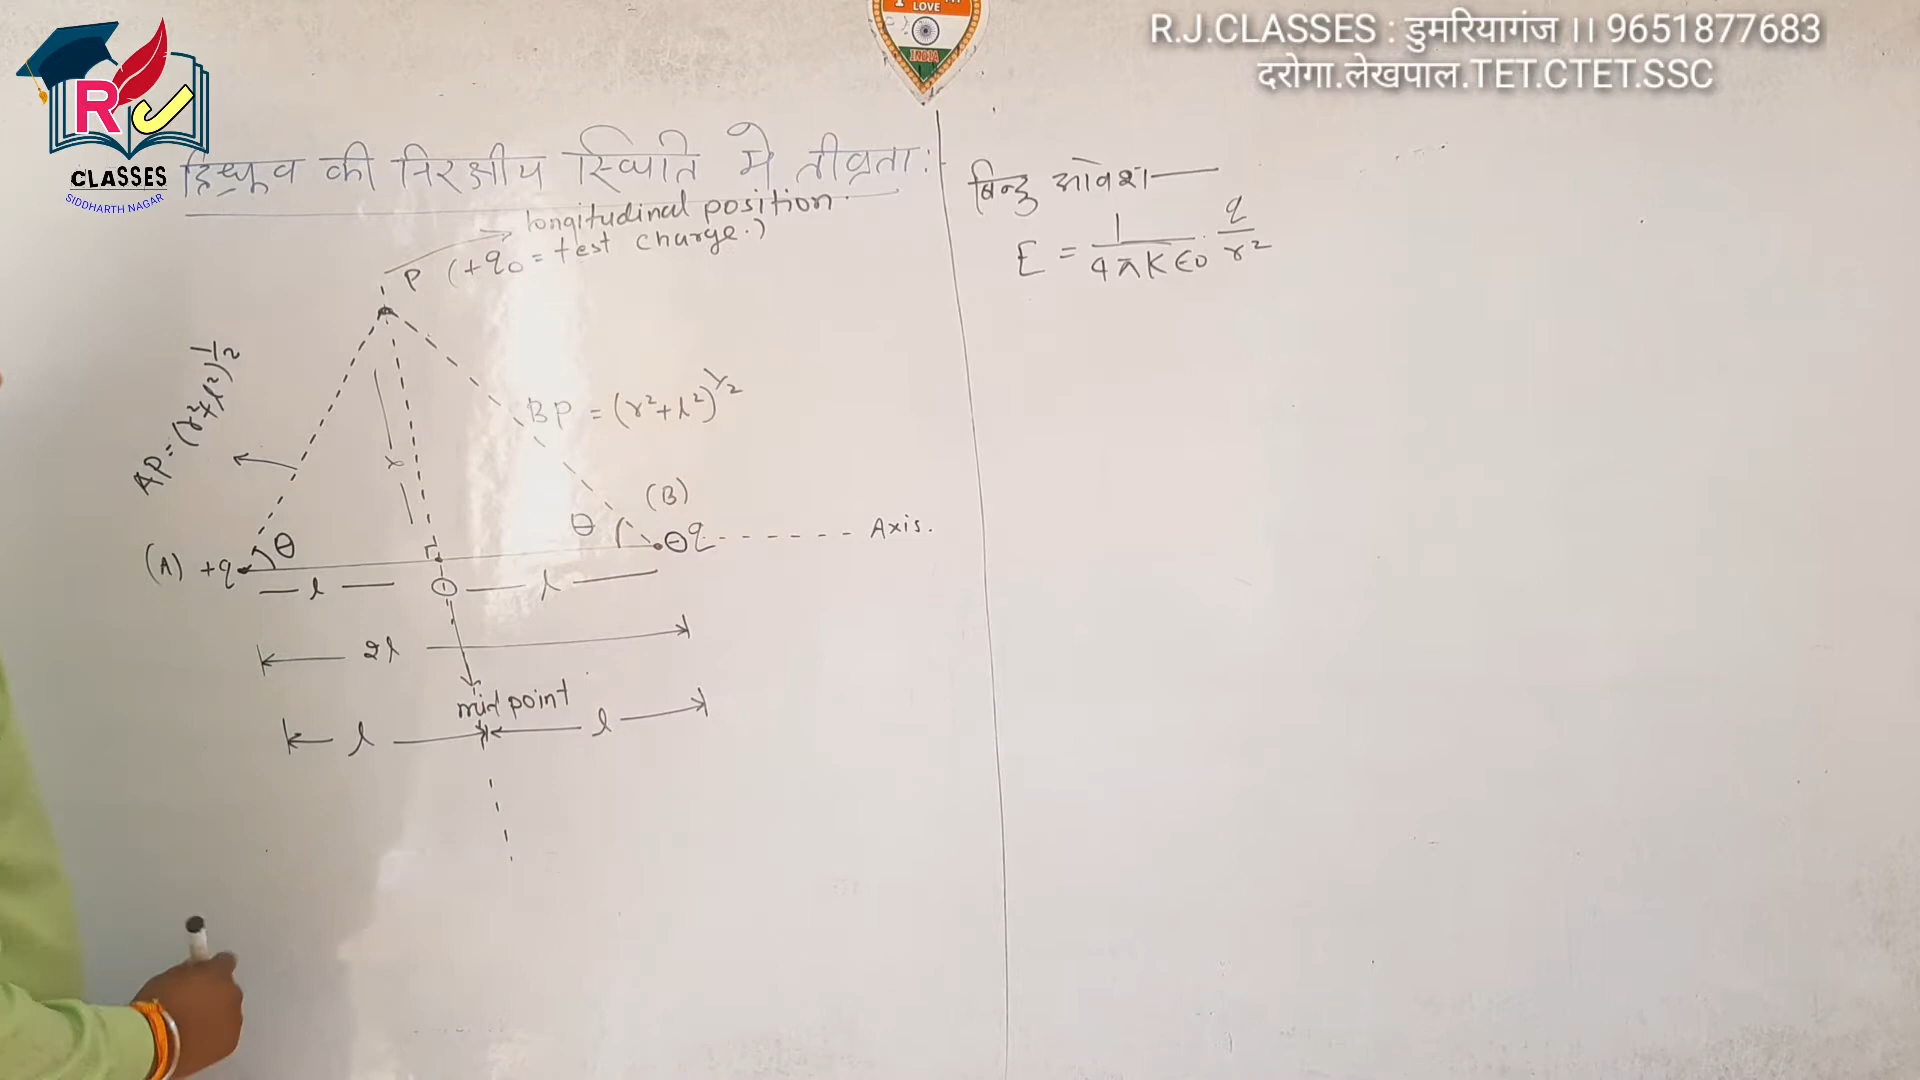 R.J.CLASSES : डुमरियागंज ।। 9651877683
दरोगा.लेखपाल.TET.CTET.SSC
LOVE
INDIA
RJ
CLASSES
SIDDHARTH NAGAR
द्विध्रुव की निरक्षीय स्थिति मे तीव्रता:-
longitudinal position.
P (+q₀ = test charge.)
AP = (r²+l²)^1/2
BP = (r²+l²)^1/2
r
(B)
θ
θ
(A) +q
⊖q
Axis.
l
O
l
2l
mid point
l
l
बिन्दु आवेश
E = 1/4πKϵ0 · q/r²